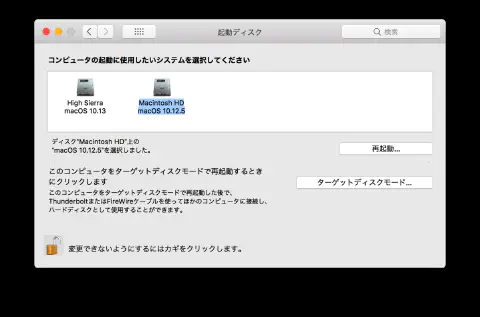 起動ディスク
検索
コンピュータの起動に使用したいシステムを選択してください
High Sierra
macOS 10.13
Macintosh HD
macOS 10.12.5
ディスク"Macintosh HD"上の
"macOS 10.12.5"を選択しました。
再起動...
このコンピュータをターゲットディスクモードで再起動するとき
にクリックします
ターゲットディスクモード...
このコンピュータをターゲットディスクモードで再起動した後で、
ThunderboltまたはFireWireケーブルを使ってほかのコンピュータに接続し、
ハードディスクとして使用することができます。
変更できないようにするにはカギをクリックします。